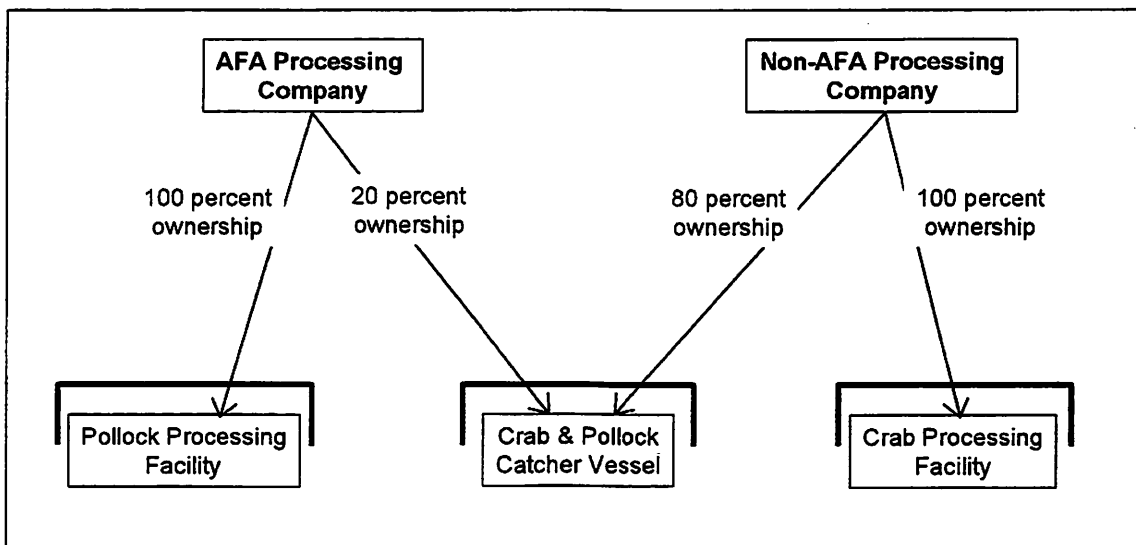 AFA Processing
Company
Non-AFA Processing
Company
100 percent
ownership
20 percent
ownership
80 percent
ownership
100 percent
ownership
Pollock Processing
Facility
Crab & Pollock
Catcher Vessel
Crab Processing
Facility